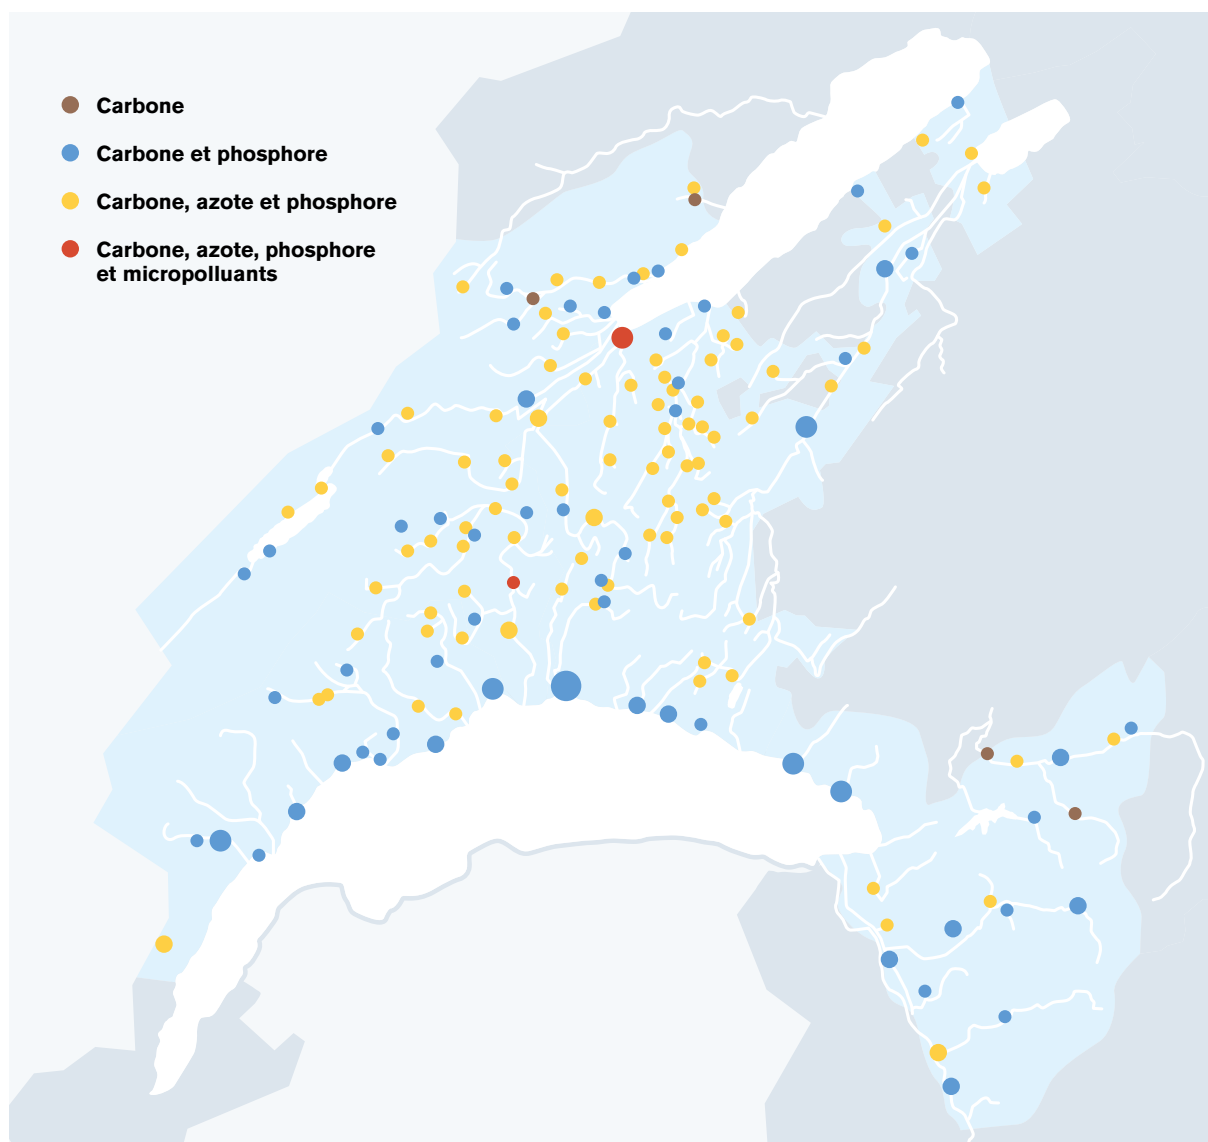 Carbone
Carbone et phosphore
Carbone, azote et phosphore
Carbone, azote, phosphore
et micropolluants